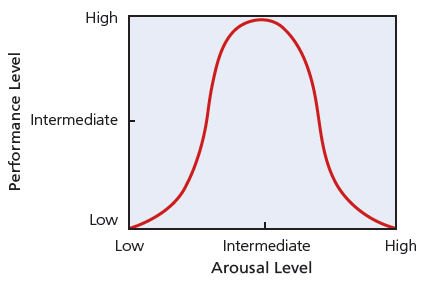 High
Performance Level
Intermediate
Low
Low Intermediate High
Arousal Level